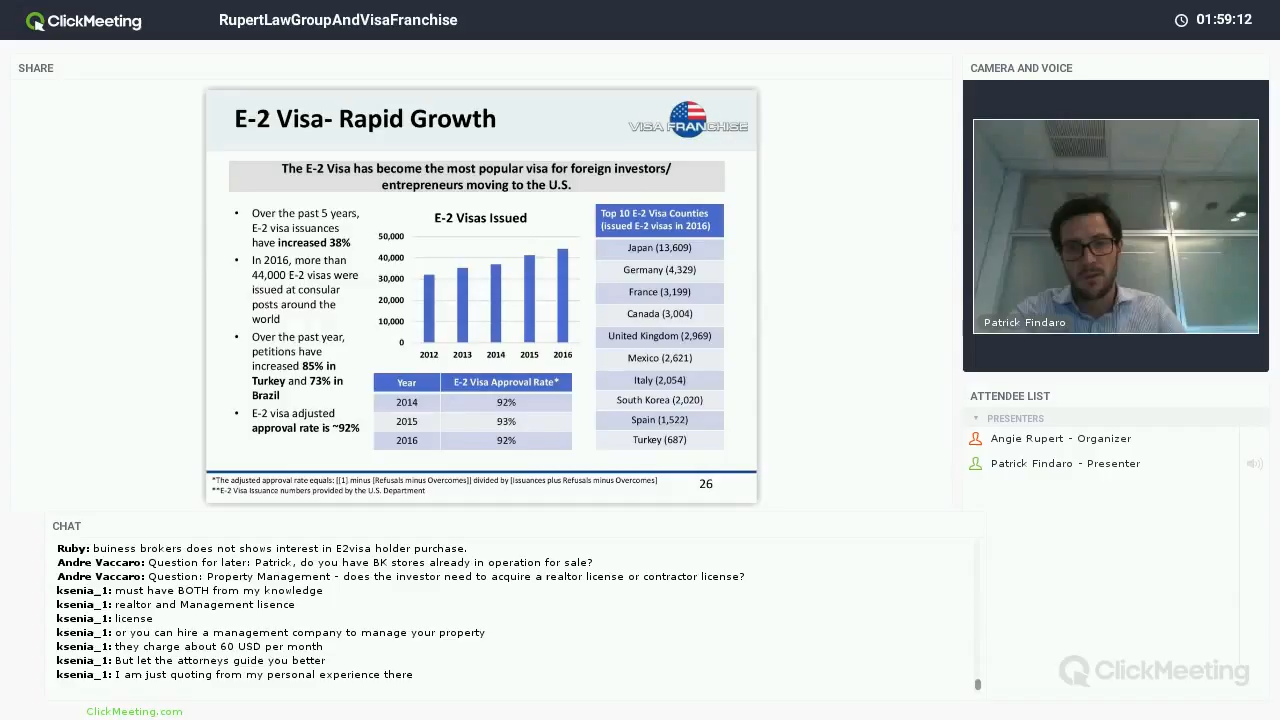 ClickMeeting
RupertLawGroupAndVisaFranchise
01:59:12
SHARE
E-2 Visa- Rapid Growth
VISA FRANCHISE
The E-2 Visa has become the most popular visa for foreign investors/
entrepreneurs moving to the U.S.
• Over the past 5 years,
E-2 visa issuances
have increased 38%
• In 2016, more than
44,000 E-2 visas were
issued at consular
posts around the
world
• Over the past year,
petitions have
increased 85% in
Turkey and 73% in
Brazil
• E-2 visa adjusted
approval rate is ~92%
E-2 Visas Issued
50,000
40,000
30,000
20,000
10,000
0
2012 2013 2014 2015 2016
Year E-2 Visa Approval Rate*
2014 92%
2015 93%
2016 92%
Top 10 E-2 Visa Counties
(issued E-2 visas in 2016)
Japan (13,609)
Germany (4,329)
France (3,199)
Canada (3,004)
United Kingdom (2,969)
Mexico (2,621)
Italy (2,054)
South Korea (2,020)
Spain (1,522)
Turkey (687)
*The adjusted approval rate equals; [[1] minus [Refusals minus Overcomes]] divided by [Issuances plus Refusals minus Overcomes]
**E-2 Visa Issuance numbers provided by the U.S. Department
26
CAMERA AND VOICE
Patrick Findaro
ATTENDEE LIST
PRESENTERS
Angie Rupert - Organizer
Patrick Findaro - Presenter
CHAT
Ruby: buiness brokers does not shows interest in E2visa holder purchase.
Andre Vaccaro: Question for later: Patrick, do you have BK stores already in operation for sale?
Andre Vaccaro: Question: Property Management - does the investor need to acquire a realtor license or contractor license?
ksenia_1: must have BOTH from my knowledge
ksenia_1: realtor and Management lisence
ksenia_1: license
ksenia_1: or you can hire a management company to manage your property
ksenia_1: they charge about 60 USD per month
ksenia_1: But let the attorneys guide you better
ksenia_1: I am just quoting from my personal experience there
ClickMeeting
ClickMeeting.com